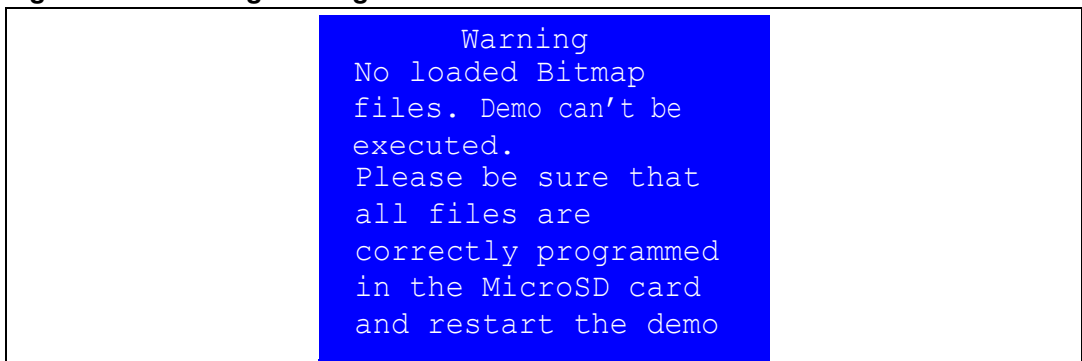 Warning
No loaded Bitmap
files. Demo can't be
executed.
Please be sure that
all files are
correctly programmed
in the MicroSD card
and restart the demo